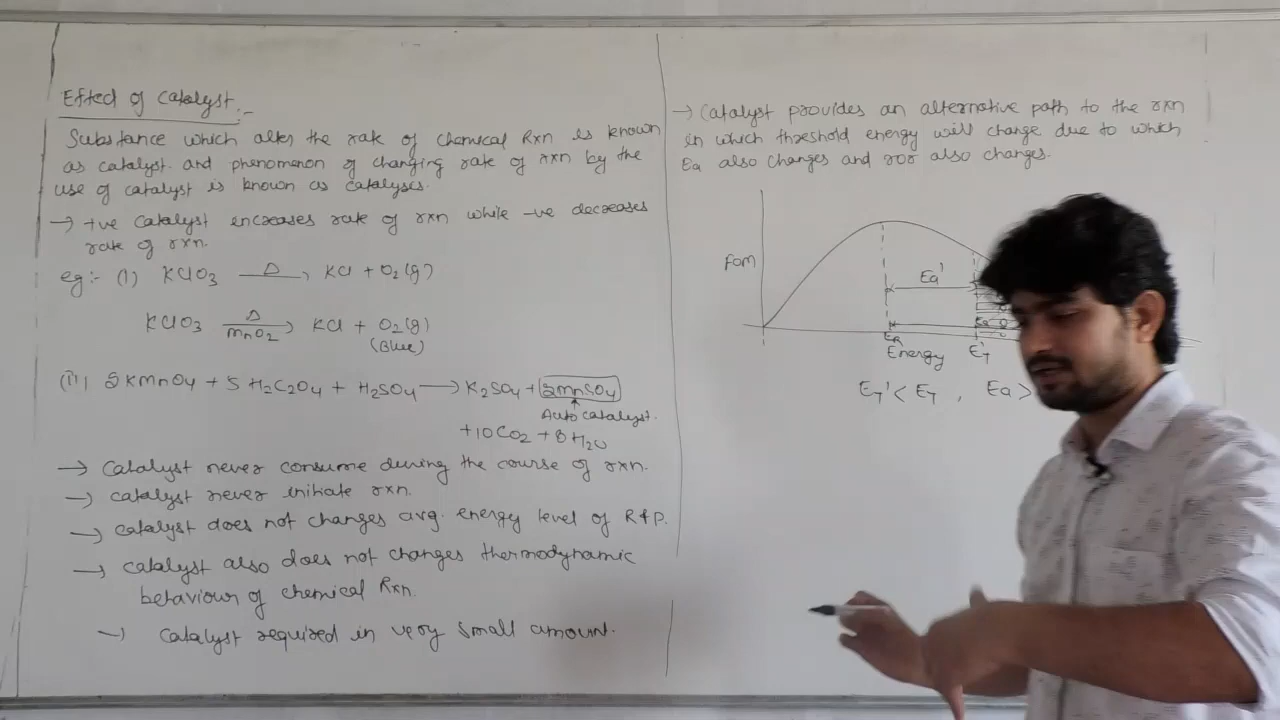 Effect of Catalyst :-
Substance which alter the rate of chemical Rxn is known
as catalyst. and phenomenon of changing rate of rxn by the
use of catalyst is known as catalyses.
→ +ve catalyst encreases rate of rxn while -ve decreases
rate of rxn.
eg:- (i) KClO3 —Δ→ KCl + O2(g)
KClO3 —Δ/MnO2→ KCl + O2(g)
(Blue)
(ii) 2KMnO4 + 5 H2C2O4 + H2SO4 → K2SO4 + 2MnSO4
Auto catalyst.
+10CO2 + 8H2O
→ Catalyst never consume during the course of rxn.
→ catalyst never initiate rxn.
→ catalyst does not changes avg. energy level of R & P.
→ catalyst also does not changes thermodynamic
behaviour of chemical Rxn.
→ catalyst required in very small amount.
→ Catalyst provides an alternative path to the rxn
in which threshold energy will change due to which
Ea also changes and ror also changes.
FOM
Ea'
Ea
ER
Energy
ET'
ET' < ET , Ea >